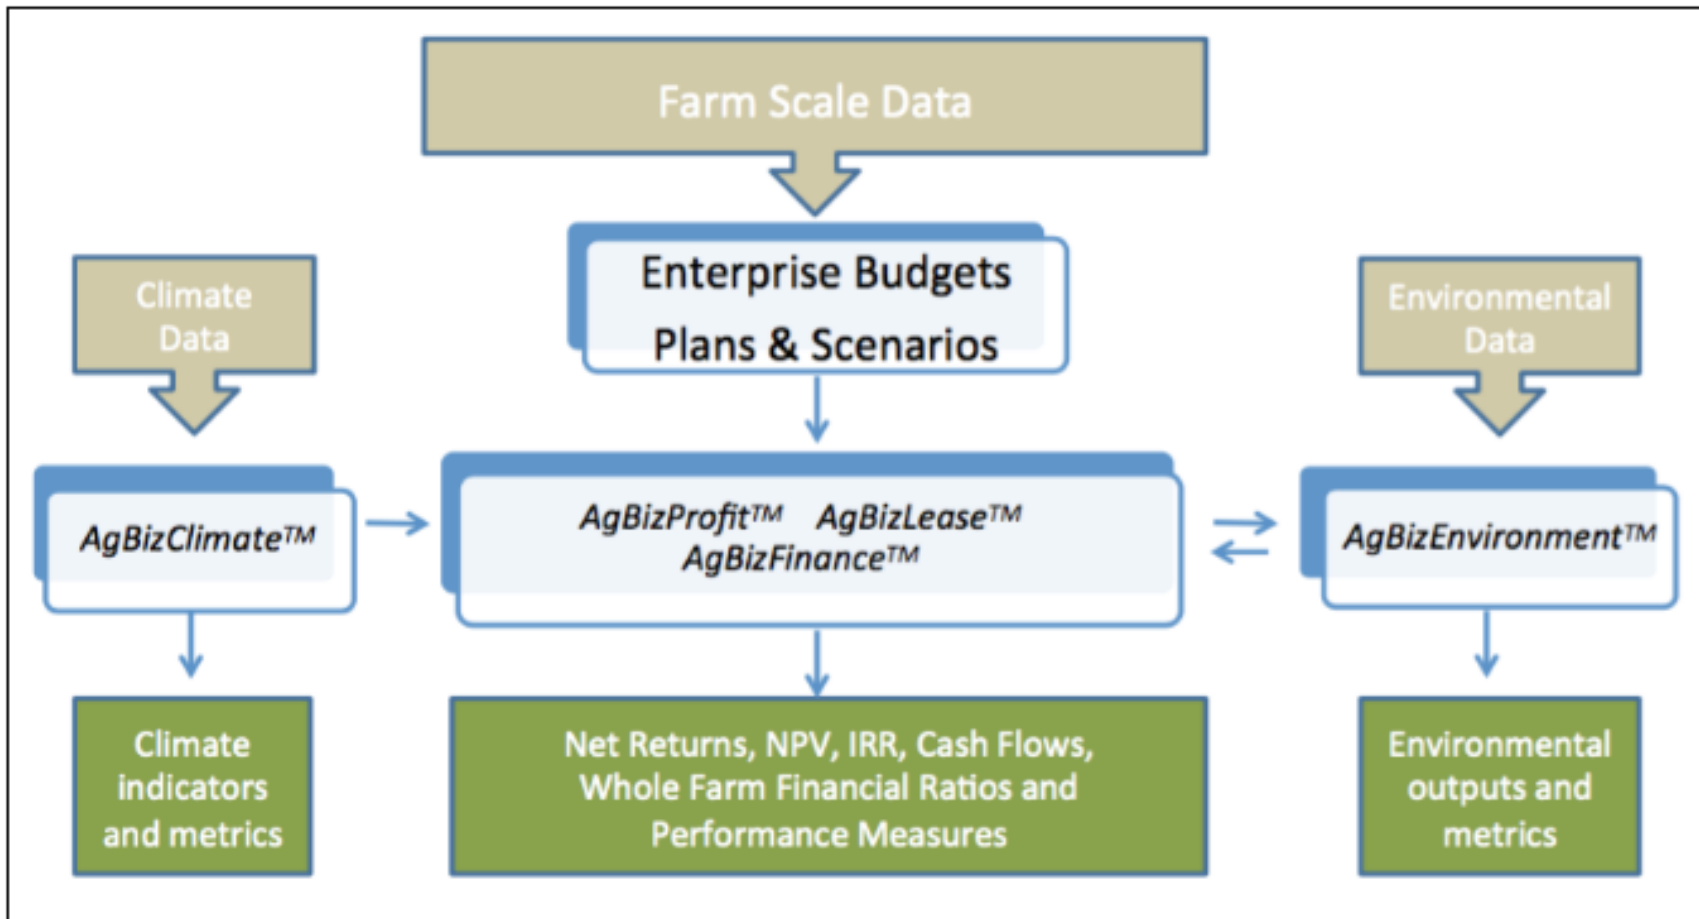 Farm Scale Data
Enterprise Budgets
Plans & Scenarios
Climate
Data
Environmental
Data
AgBizClimate™
AgBizProfit™ AgBizLease™
AgBizFinance™
AgBizEnvironment™
Climate
indicators
and metrics
Net Returns, NPV, IRR, Cash Flows,
Whole Farm Financial Ratios and
Performance Measures
Environmental
outputs and
metrics